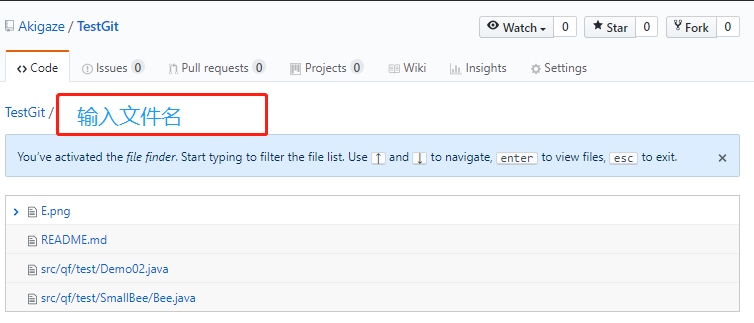 Akigaze / TestGit Watch 0 Star 0 Fork 0
Code Issues 0 Pull requests 0 Projects 0 Wiki Insights Settings
TestGit / 输入文件名
You've activated the file finder. Start typing to filter the file list. Use ↑ and ↓ to navigate, enter to view files, esc to exit. ×
E.png
README.md
src/qf/test/Demo02.java
src/qf/test/SmallBee/Bee.java